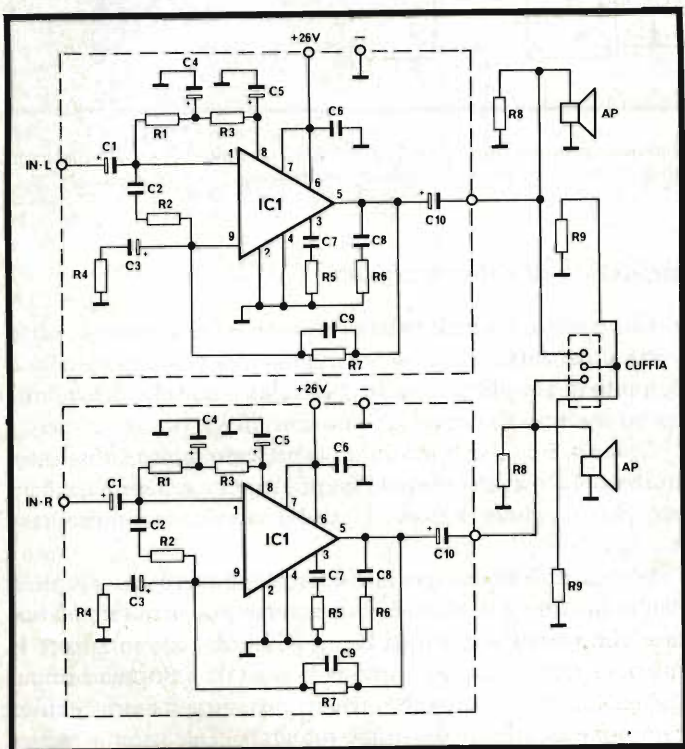 +26V
−
C4
C5
R1
R3
C6
R8
AP
IN-L
C1
1
8
7
6
C2
R2
IC1
5
3
C10
R4
C3
9
2
4
C7
C8
R9
R5
R6
C9
R7
CUFFIA
+26V
−
C4
C5
R1
R3
C6
R8
AP
IN-R
C1
1
8
7
C2
R2
IC1
5
3
C10
R4
C3
9
2
4
C7
C8
R5
R6
R9
C9
R7